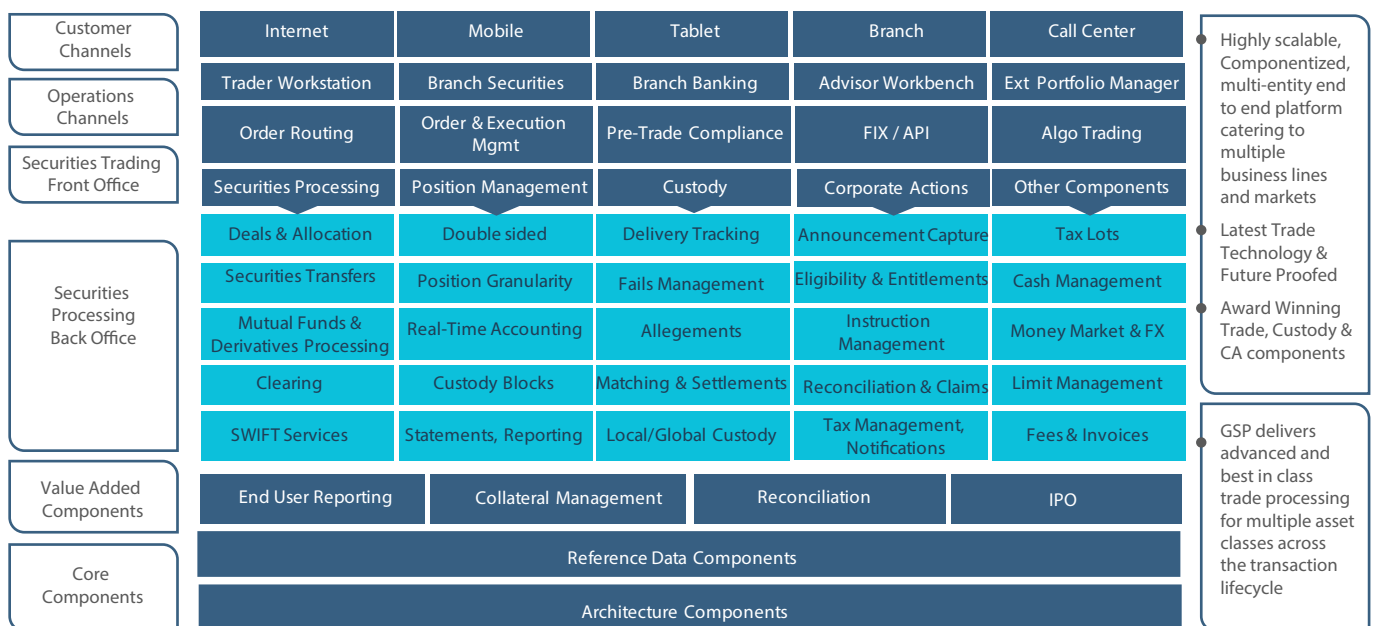 Customer
Channels
Internet
Mobile
Tablet
Branch
Call Center
Operations
Channels
Trader Workstation
Branch Securities
Branch Banking
Advisor Workbench
Ext Portfolio Manager
Order Routing
Order & Execution
Mgmt
Pre-Trade Compliance
FIX / API
Algo Trading
Securities Trading
Front Office
Securities Processing
Position Management
Custody
Corporate Actions
Other Components
Securities
Processing
Back Office
Deals & Allocation
Double sided
Delivery Tracking
Announcement Capture
Tax Lots
Securities Transfers
Position Granularity
Fails Management
Eligibility & Entitlements
Cash Management
Mutual Funds &
Derivatives Processing
Real-Time Accounting
Allegements
Instruction
Management
Money Market & FX
Clearing
Custody Blocks
Matching & Settlements
Reconciliation & Claims
Limit Management
SWIFT Services
Statements, Reporting
Local/Global Custody
Tax Management,
Notifications
Fees & Invoices
Value Added
Components
End User Reporting
Collateral Management
Reconciliation
IPO
Core
Components
Reference Data Components
Architecture Components
Highly scalable,
Componentized,
multi-entity end
to end platform
catering to
multiple
business lines
and markets
Latest Trade
Technology &
Future Proofed
Award Winning
Trade, Custody &
CA components
GSP delivers
advanced and
best in class
trade processing
for multiple asset
classes across
the transaction
lifecycle